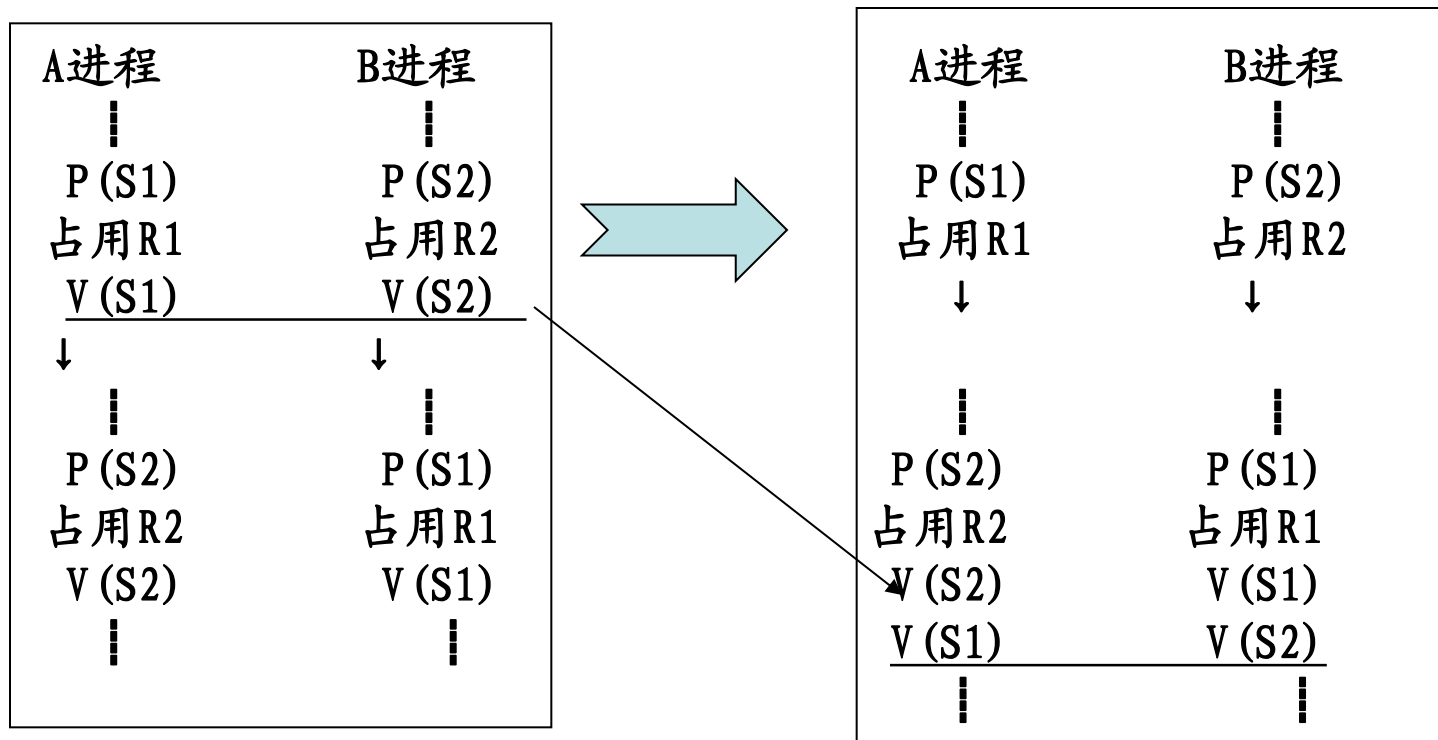 A进程 B进程
P(S1) P(S2)
占用R1 占用R2
V(S1) V(S2)
↓ ↓
P(S2) P(S1)
占用R2 占用R1
V(S2) V(S1)
A进程 B进程
P(S1) P(S2)
占用R1 占用R2
↓ ↓
P(S2) P(S1)
占用R2 占用R1
V(S2) V(S1)
V(S1) V(S2)